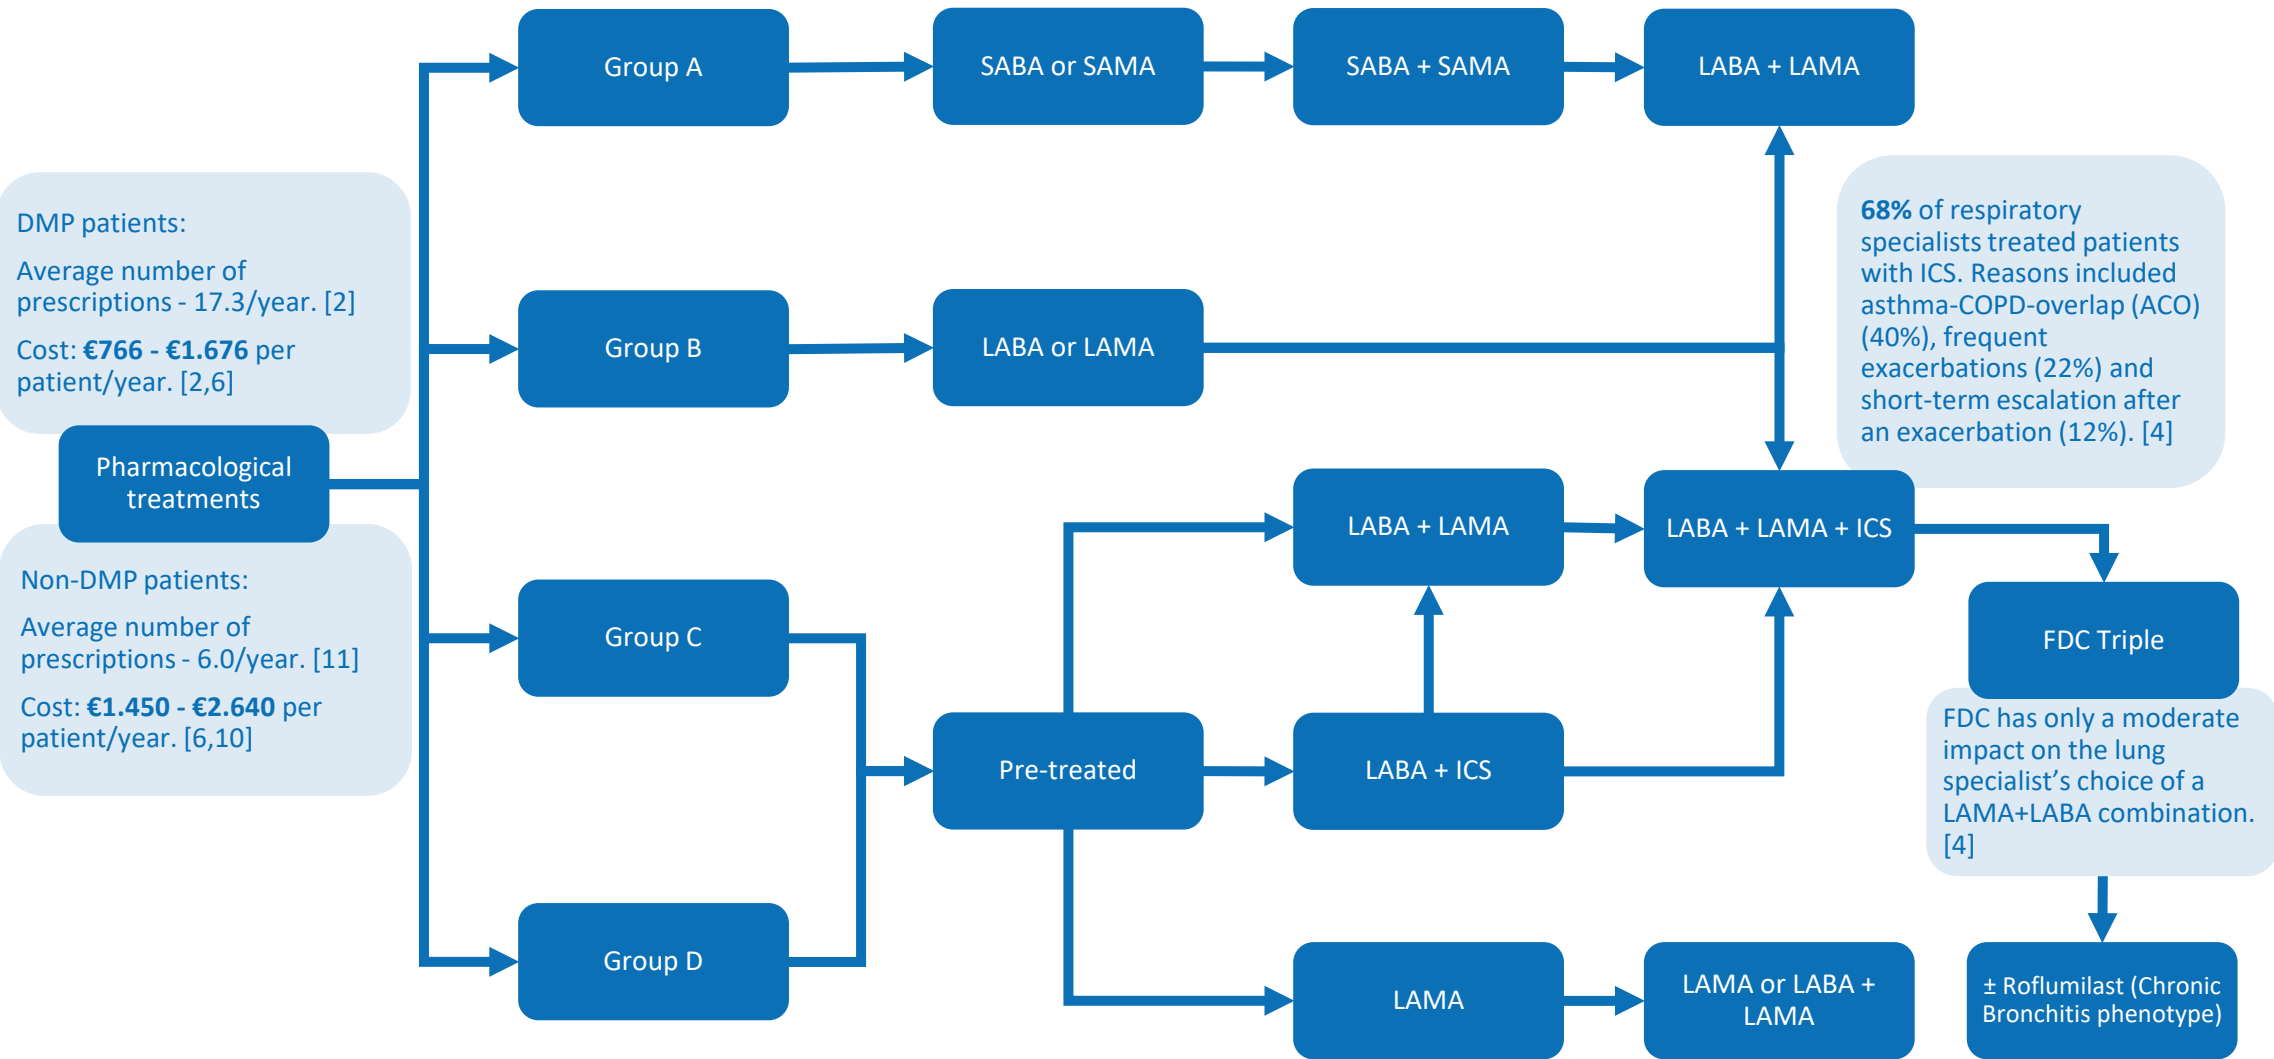 Group A
SABA or SAMA
SABA + SAMA
LABA + LAMA
DMP patients:
Average number of
prescriptions - 17.3/year. [2]
Cost: €766 - €1.676 per
patient/year. [2,6]
68% of respiratory
specialists treated patients
with ICS. Reasons included
asthma-COPD-overlap (ACO)
(40%), frequent
exacerbations (22%) and
short-term escalation after
an exacerbation (12%). [4]
Group B
LABA or LAMA
Pharmacological
treatments
LABA + LAMA
LABA + LAMA + ICS
Non-DMP patients:
Average number of
prescriptions - 6.0/year. [11]
Cost: €1.450 - €2.640 per
patient/year. [6,10]
Group C
FDC Triple
FDC has only a moderate
impact on the lung
specialist’s choice of a
LAMA+LABA combination.
[4]
Pre-treated
LABA + ICS
Group D
LAMA
LAMA or LABA +
LAMA
± Roflumilast (Chronic
Bronchitis phenotype)